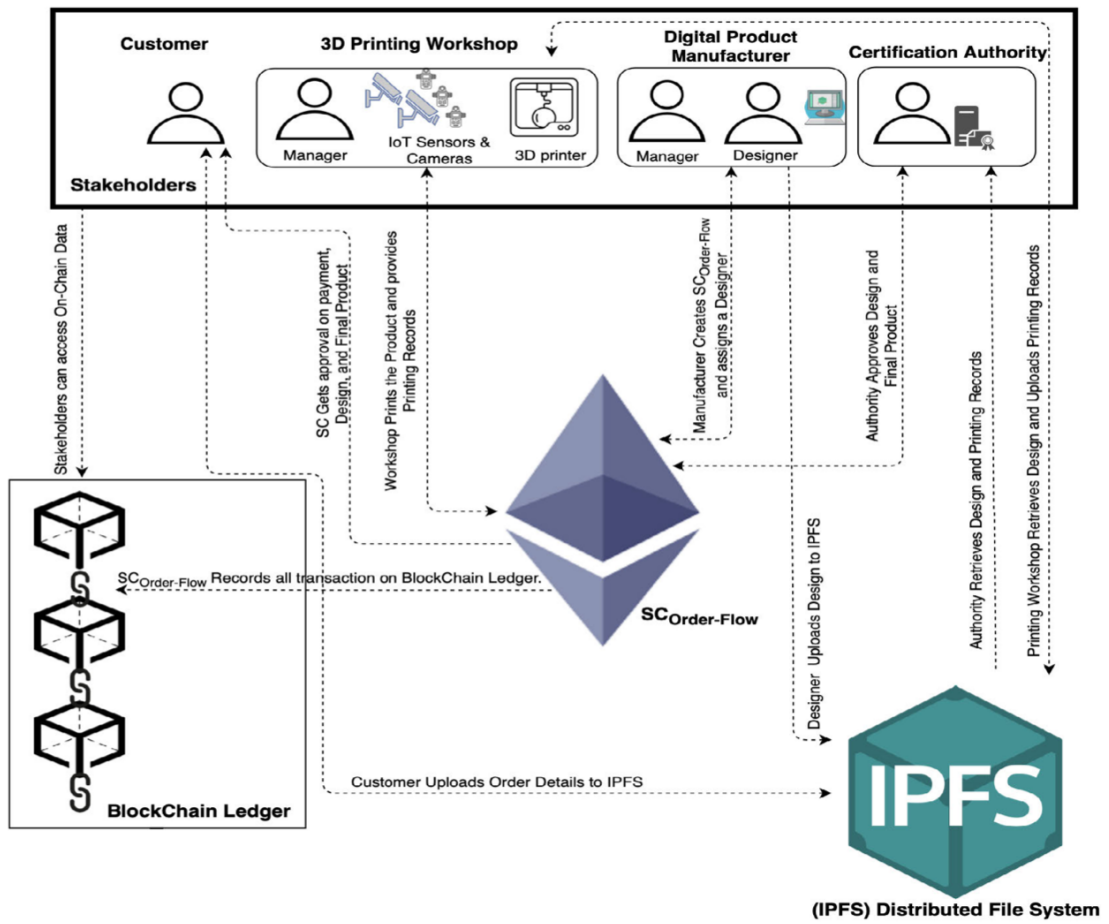 Customer
3D Printing Workshop
Digital Product
Manufacturer
Certification Authority
Manager
IoT Sensors &
Cameras
3D printer
Manager
Designer
Stakeholders
Stakeholders can access On-Chain Data
SC Gets approval on payment,
Design, and Final Product
Workshop Prints the Product and provides
Printing Records
Manufacturer Creates SCOrder-Flow
and assigns a Designer
Authority Approves Design and
Final Product
Authority Retrieves Design and Printing Records
Printing Workshop Retrieves Design and Uploads Printing Records
SCOrder-Flow Records all transaction on BlockChain Ledger.
SCOrder-Flow
Designer Uploads Design to IPFS
Customer Uploads Order Details to IPFS
BlockChain Ledger
IPFS
(IPFS) Distributed File System